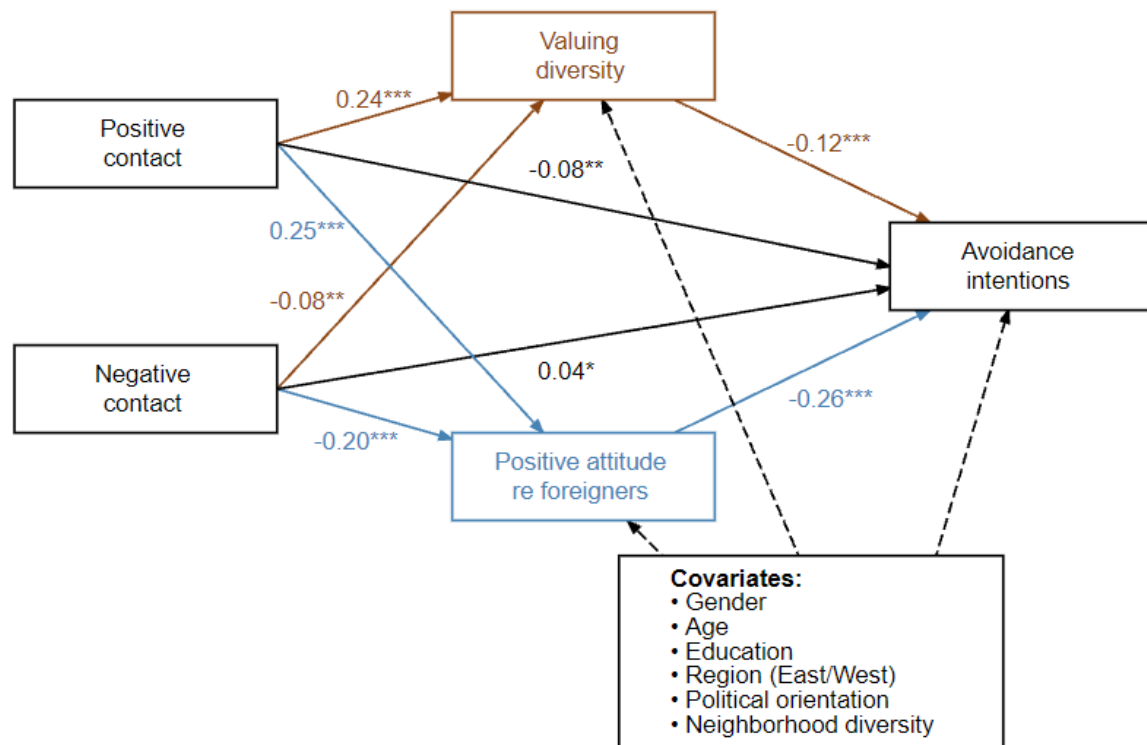 Valuing
diversity
0.24***
Positive
contact
-0.12***
-0.08**
0.25***
Avoidance
intentions
-0.08**
Negative
contact
0.04*
-0.26***
-0.20***
Positive attitude
re foreigners
Covariates:
• Gender
• Age
• Education
• Region (East/West)
• Political orientation
• Neighborhood diversity